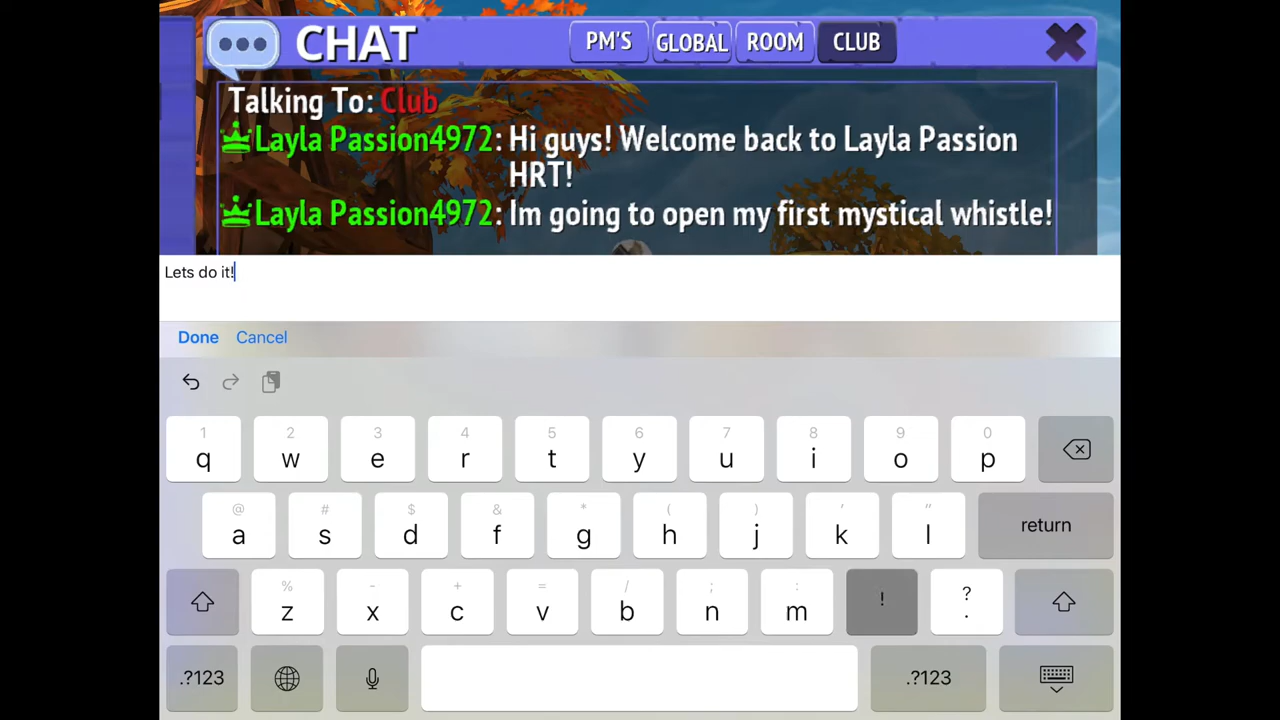 CHAT PM'S GLOBAL ROOM CLUB
Talking To: Club
Layla Passion4972: Hi guys! Welcome back to Layla Passion
HRT!
Layla Passion4972: Im going to open my first mystical whistle!
Lets do it!
Done Cancel
1 2 3 4 5 6 7 8 9 0
q w e r t y u i o p
@ # $ & * ( ) ' "
a s d f g h j k l return
% - + = / ; : ! ?
z x c v b n m .
.?123 .?123